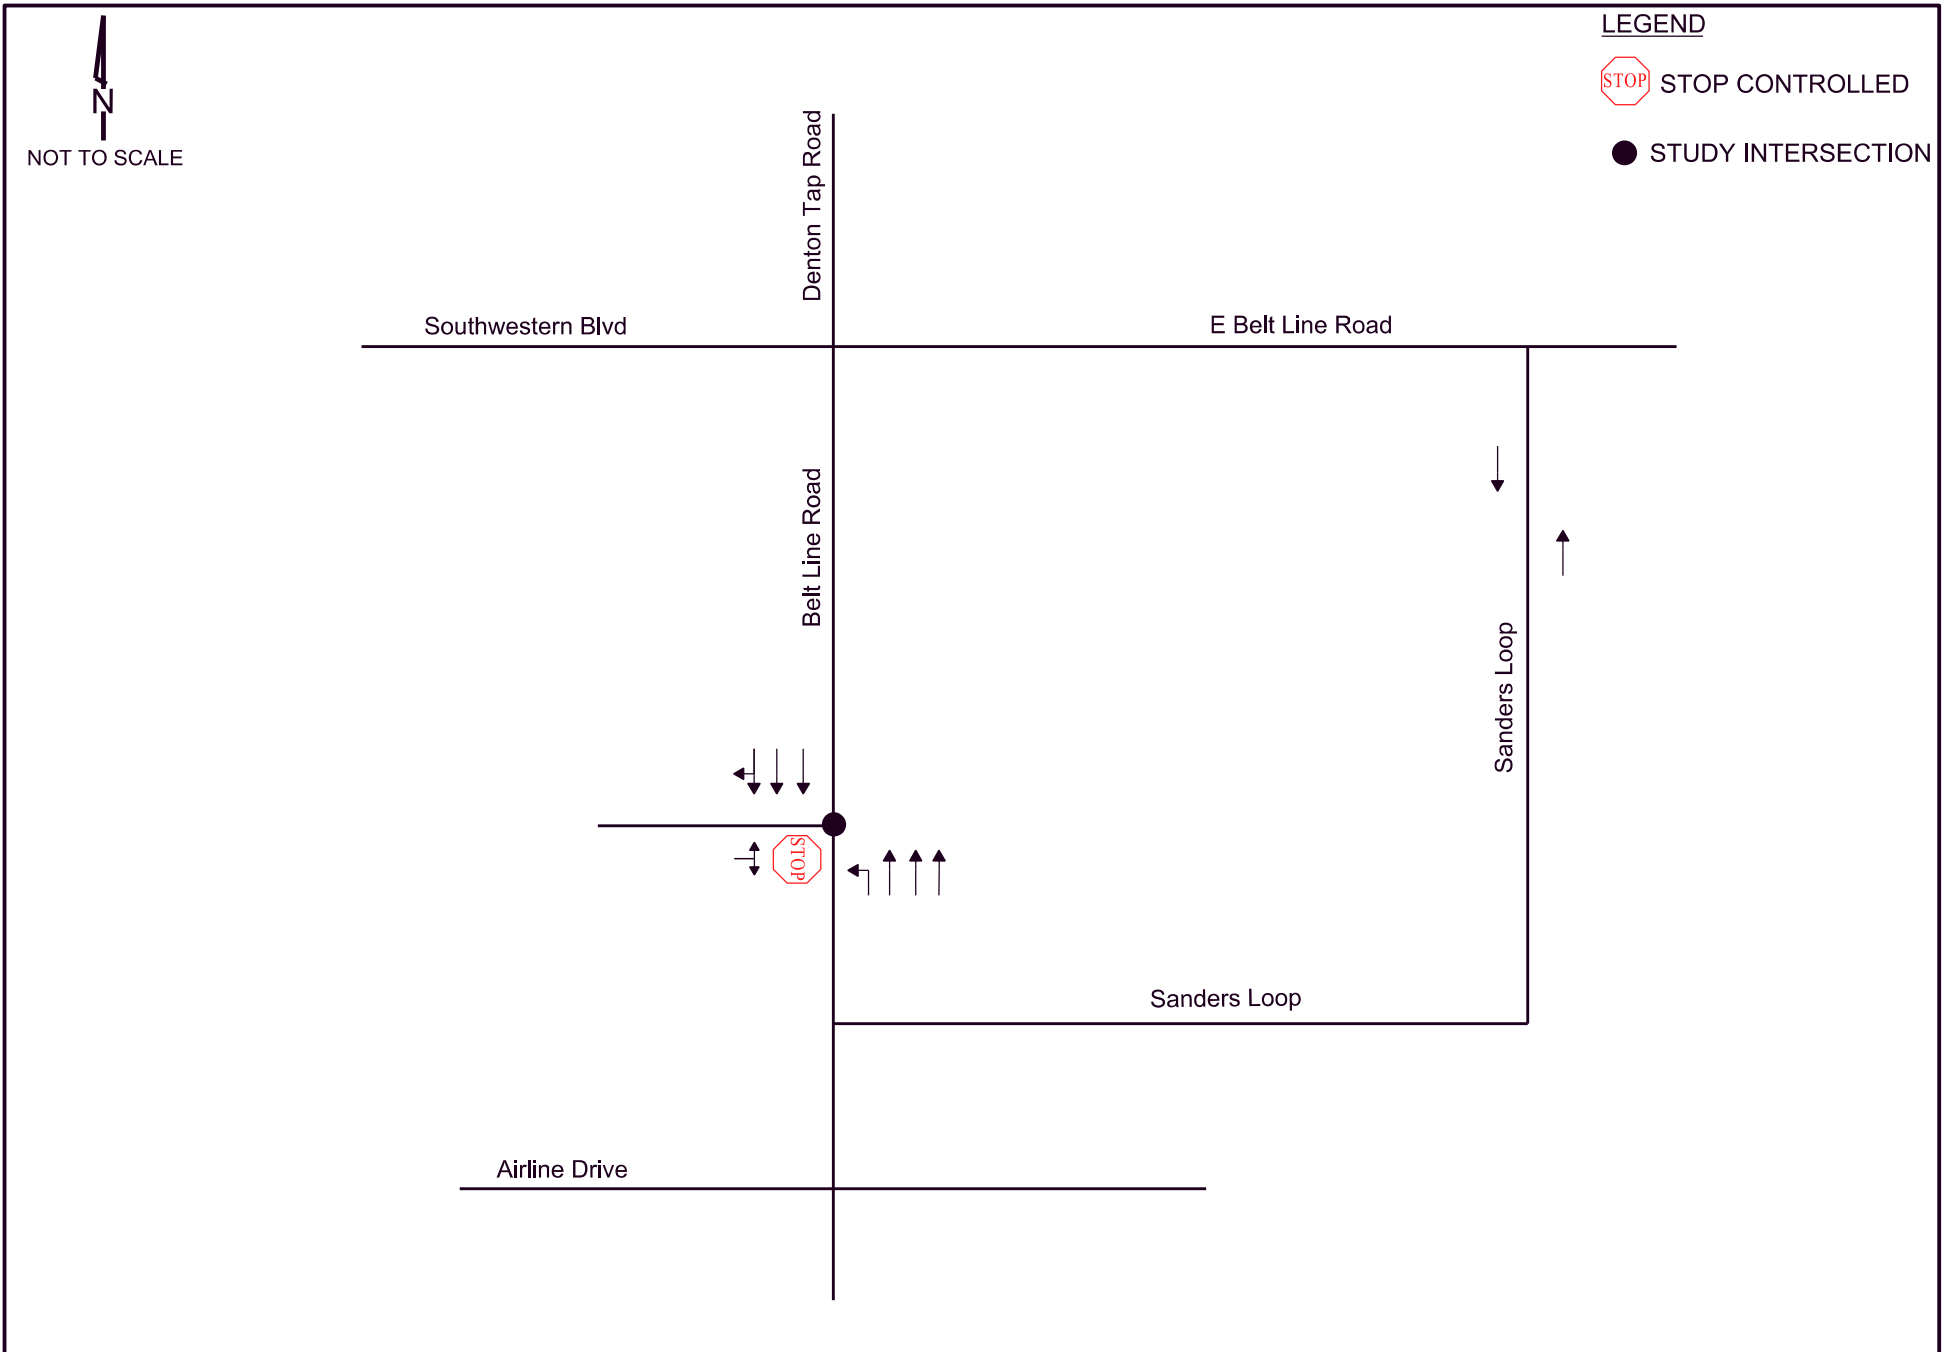 LEGEND
STOP
STOP CONTROLLED
N
NOT TO SCALE
STUDY INTERSECTION
Denton Tap Road
Southwestern Blvd
E Belt Line Road
Belt Line Road
Sanders Loop
STOP
Sanders Loop
Airline Drive